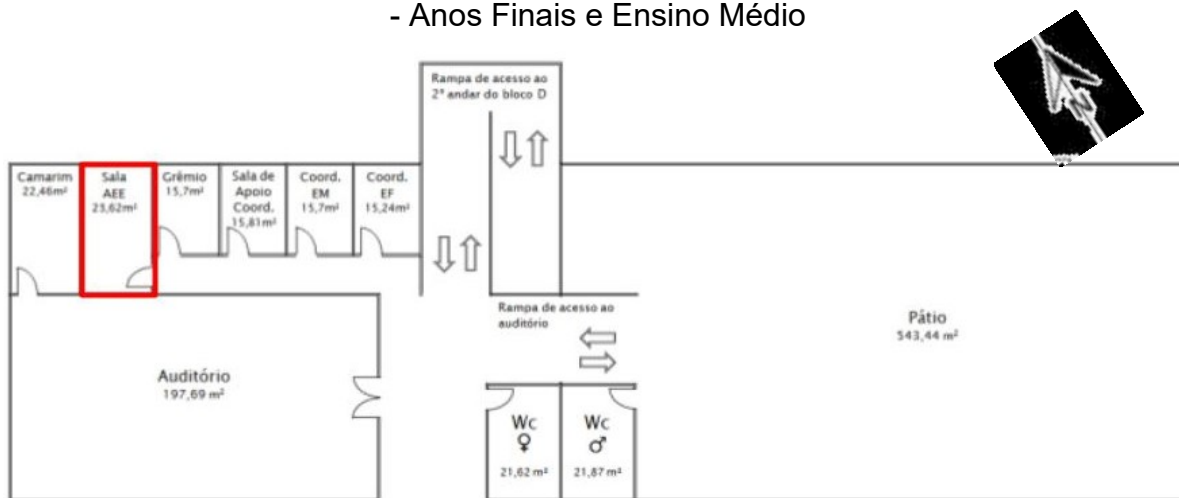 - Anos Finais e Ensino Médio
Rampa de acesso ao
2º andar do bloco D
Camarim
22,46m²
Sala
AEE
23,62m²
Grêmio
15,7m²
Sala de
Apoio
Coord.
15,81m²
Coord.
EM
15,7m²
Coord.
EF
15,24m²
Rampa de acesso ao
auditório
Pátio
543,44 m²
Auditório
197,69 m²
Wc
♀
21,62 m²
Wc
♂
21,87 m²
N